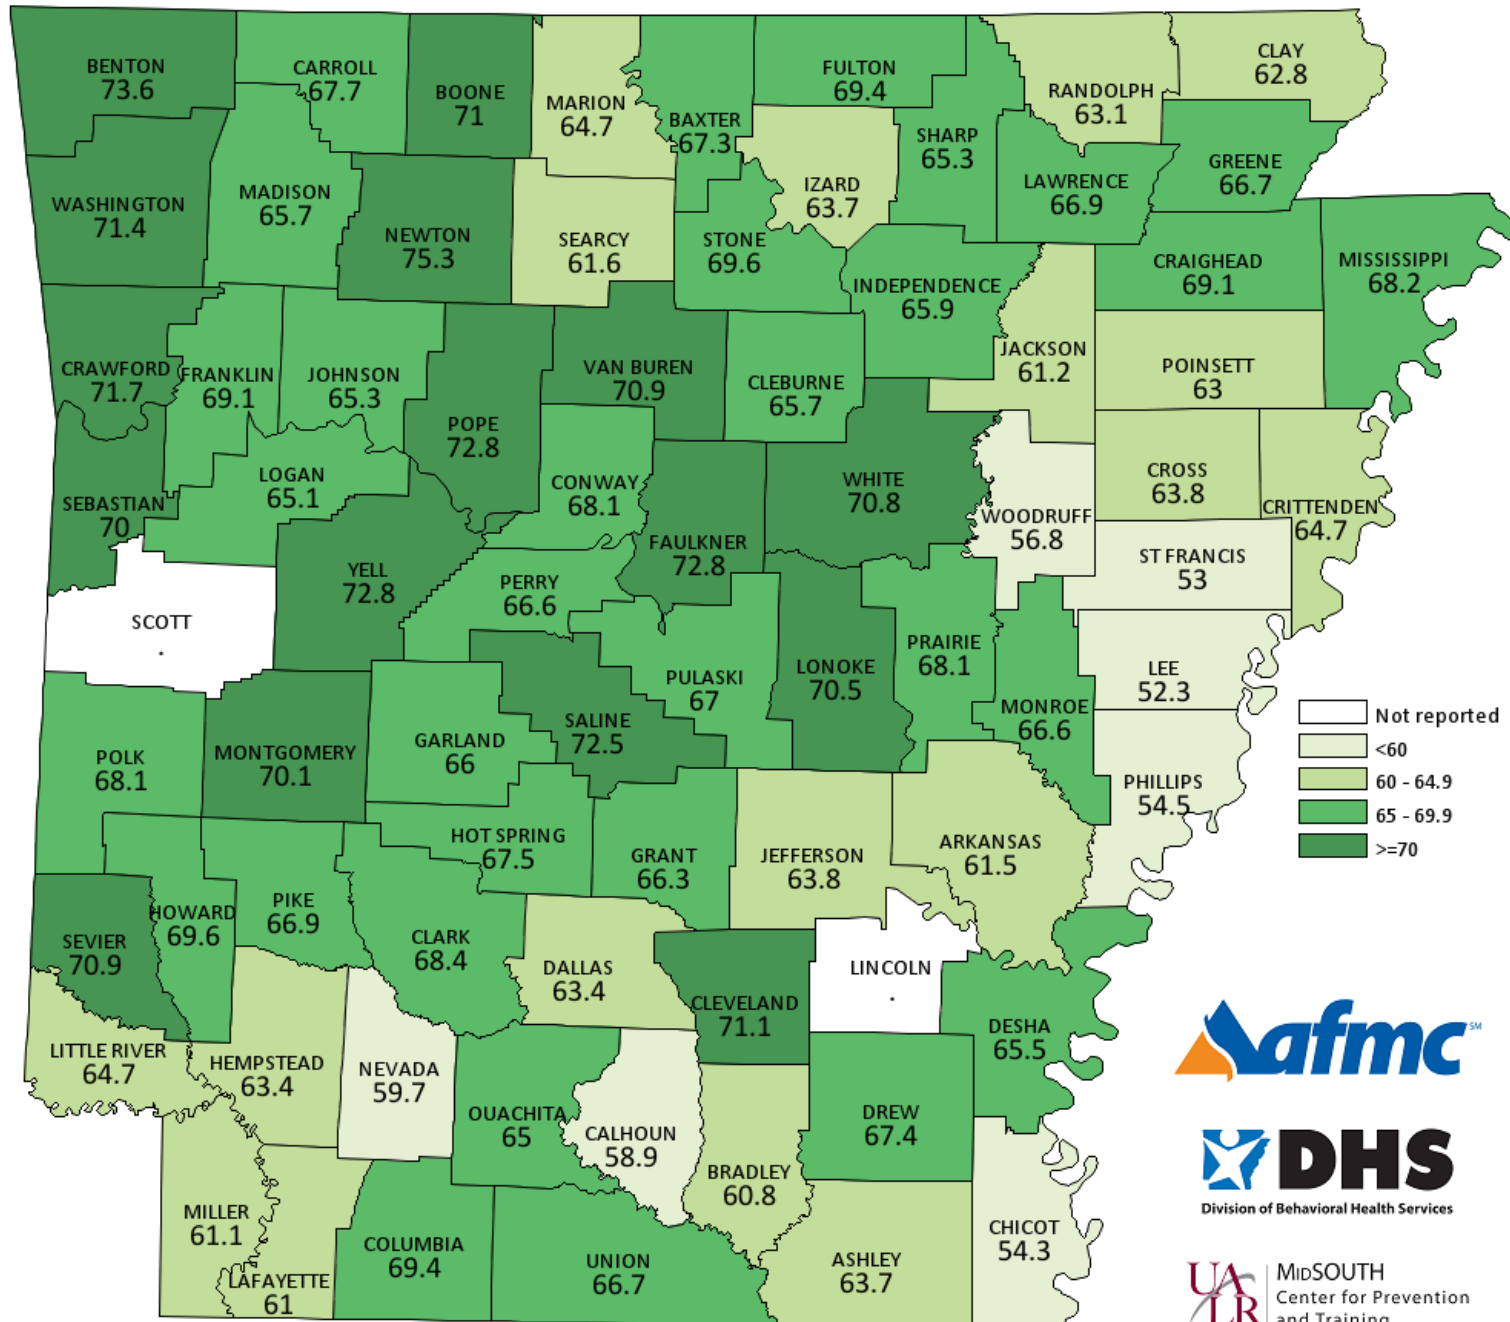 BENTON
73.6
CARROLL
67.7
BOONE
71
MARION
64.7
BAXTER
67.3
FULTON
69.4
SHARP
65.3
RANDOLPH
63.1
CLAY
62.8
GREENE
66.7
LAWRENCE
66.9
IZARD
63.7
WASHINGTON
71.4
MADISON
65.7
NEWTON
75.3
SEARCY
61.6
STONE
69.6
INDEPENDENCE
65.9
CRAIGHEAD
69.1
MISSISSIPPI
68.2
JACKSON
61.2
POINSETT
63
CRAWFORD
71.7
FRANKLIN
69.1
JOHNSON
65.3
POPE
72.8
VAN BUREN
70.9
CLEBURNE
65.7
SEBASTIAN
70
LOGAN
65.1
CONWAY
68.1
WHITE
70.8
CROSS
63.8
CRITTENDEN
64.7
WOODRUFF
56.8
ST FRANCIS
53
FAULKNER
72.8
YELL
72.8
PERRY
66.6
SCOTT
.
PULASKI
67
LONOKE
70.5
PRAIRIE
68.1
LEE
52.3
MONROE
66.6
SALINE
72.5
GARLAND
66
MONTGOMERY
70.1
POLK
68.1
PHILLIPS
54.5
Not reported
<60
60 - 64.9
65 - 69.9
>=70
HOT SPRING
67.5
GRANT
66.3
JEFFERSON
63.8
ARKANSAS
61.5
HOWARD
69.6
PIKE
66.9
CLARK
68.4
SEVIER
70.9
DALLAS
63.4
CLEVELAND
71.1
LINCOLN
.
DESHA
65.5
LITTLE RIVER
64.7
HEMPSTEAD
63.4
NEVADA
59.7
OUACHITA
65
CALHOUN
58.9
DREW
67.4
BRADLEY
60.8
MILLER
61.1
LAFAYETTE
61
COLUMBIA
69.4
UNION
66.7
ASHLEY
63.7
CHICOT
54.3
afmc SM
DHS
Division of Behavioral Health Services
UALR
MIDSOUTH
Center for Prevention
and Training